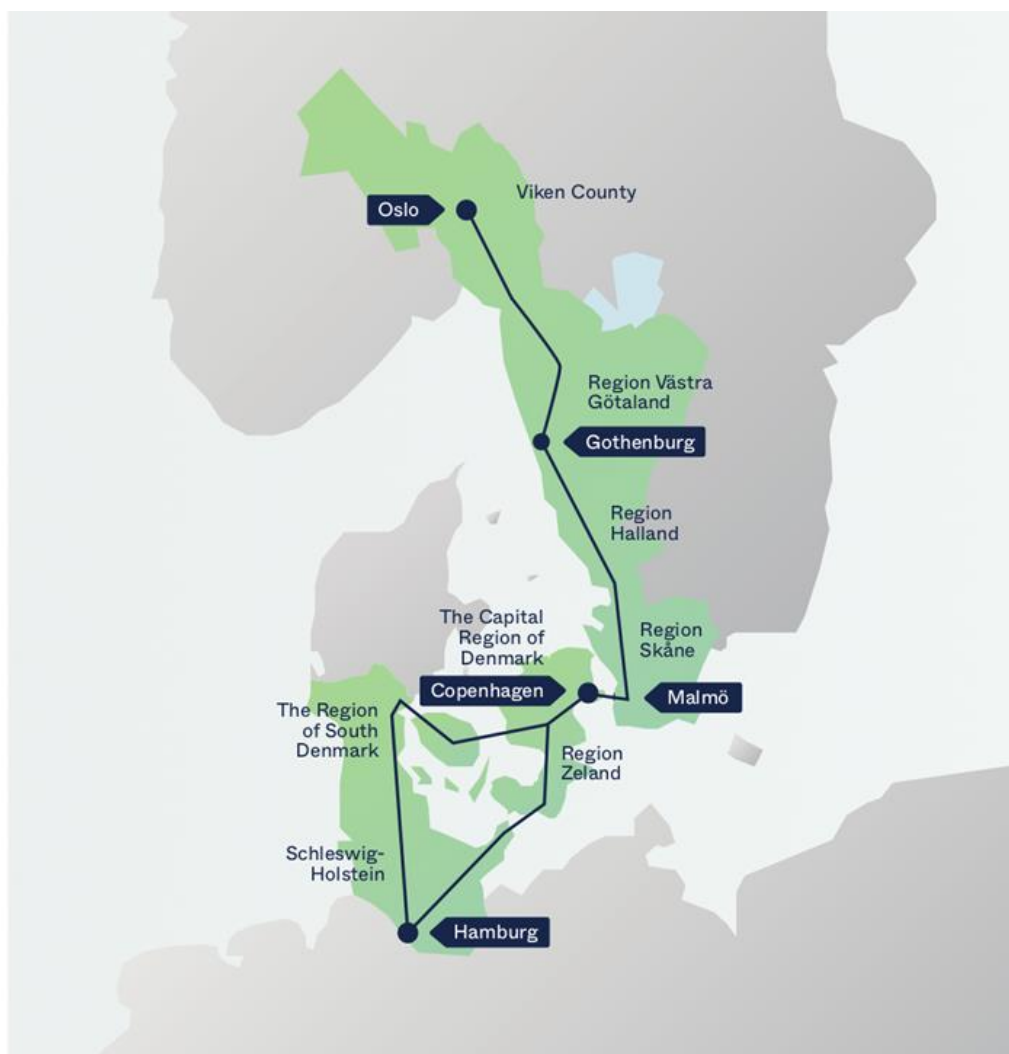 Viken County
Oslo
Region Västra
Götaland
Gothenburg
Region
Halland
The Capital
Region of
Denmark
Region
Skåne
Copenhagen
Malmö
The Region
of South
Denmark
Region
Zeland
Schleswig-
Holstein
Hamburg